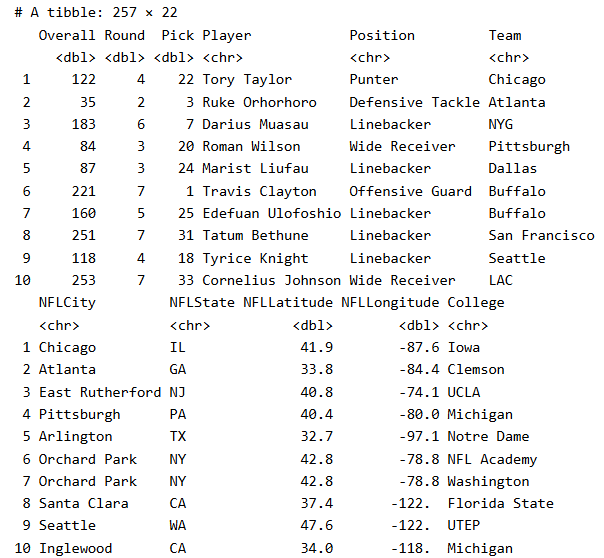 # A tibble: 257 × 22
Overall Round Pick Player Position Team
<dbl> <dbl> <dbl> <chr> <chr> <chr>
1 122 4 22 Tory Taylor Punter Chicago
2 35 2 3 Ruke Orhorhoro Defensive Tackle Atlanta
3 183 6 7 Darius Muasau Linebacker NYG
4 84 3 20 Roman Wilson Wide Receiver Pittsburgh
5 87 3 24 Marist Liufau Linebacker Dallas
6 221 7 1 Travis Clayton Offensive Guard Buffalo
7 160 5 25 Edefuan Ulofoshio Linebacker Buffalo
8 251 7 31 Tatum Bethune Linebacker San Francisco
9 118 4 18 Tyrice Knight Linebacker Seattle
10 253 7 33 Cornelius Johnson Wide Receiver LAC
NFLCity NFLState NFLLatitude NFLLongitude College
<chr> <chr> <dbl> <dbl> <chr>
1 Chicago IL 41.9 -87.6 Iowa
2 Atlanta GA 33.8 -84.4 Clemson
3 East Rutherford NJ 40.8 -74.1 UCLA
4 Pittsburgh PA 40.4 -80.0 Michigan
5 Arlington TX 32.7 -97.1 Notre Dame
6 Orchard Park NY 42.8 -78.8 NFL Academy
7 Orchard Park NY 42.8 -78.8 Washington
8 Santa Clara CA 37.4 -122. Florida State
9 Seattle WA 47.6 -122. UTEP
10 Inglewood CA 34.0 -118. Michigan